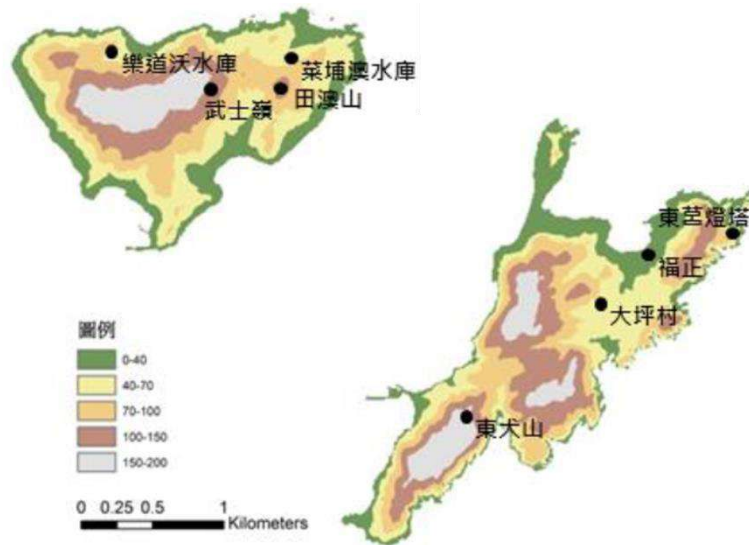 樂道沃水庫
菜埔澳水庫
武士嶺
田澳山
東莒燈塔
福正
大坪村
東犬山
圖例
0-40
40-70
70-100
100-150
150-200
0 0.25 0.5 1
Kilometers